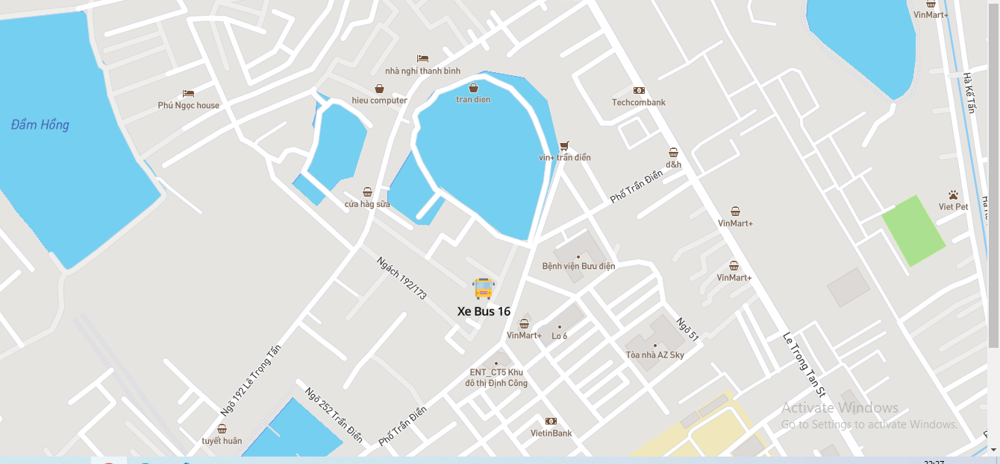 VinMart+
nhà nghỉ thanh bình
hieu computer
tran dien
Techcombank
Phú Ngọc house
Hà Kế Tấn
Đầm Hồng
vin+ trần điền
d&h
Phố Trần Điền
cửa hàg sữa
Viet Pet
VinMart+
Ngách 192/173
Bệnh viện Bưu điện
VinMart+
Xe Bus 16
VinMart+
Lo 6
Ngõ 51
Tòa nhà AZ Sky
Le Trong Tan St
Ngõ 192 Lê Trọng Tấn
ENT_CT5 Khu
đô thị Định Công
Ngõ 252 Trần Điền
Phố Trần Điền
VietinBank
tuyết huân
Activate Windows
Go to Settings to activate Windows.